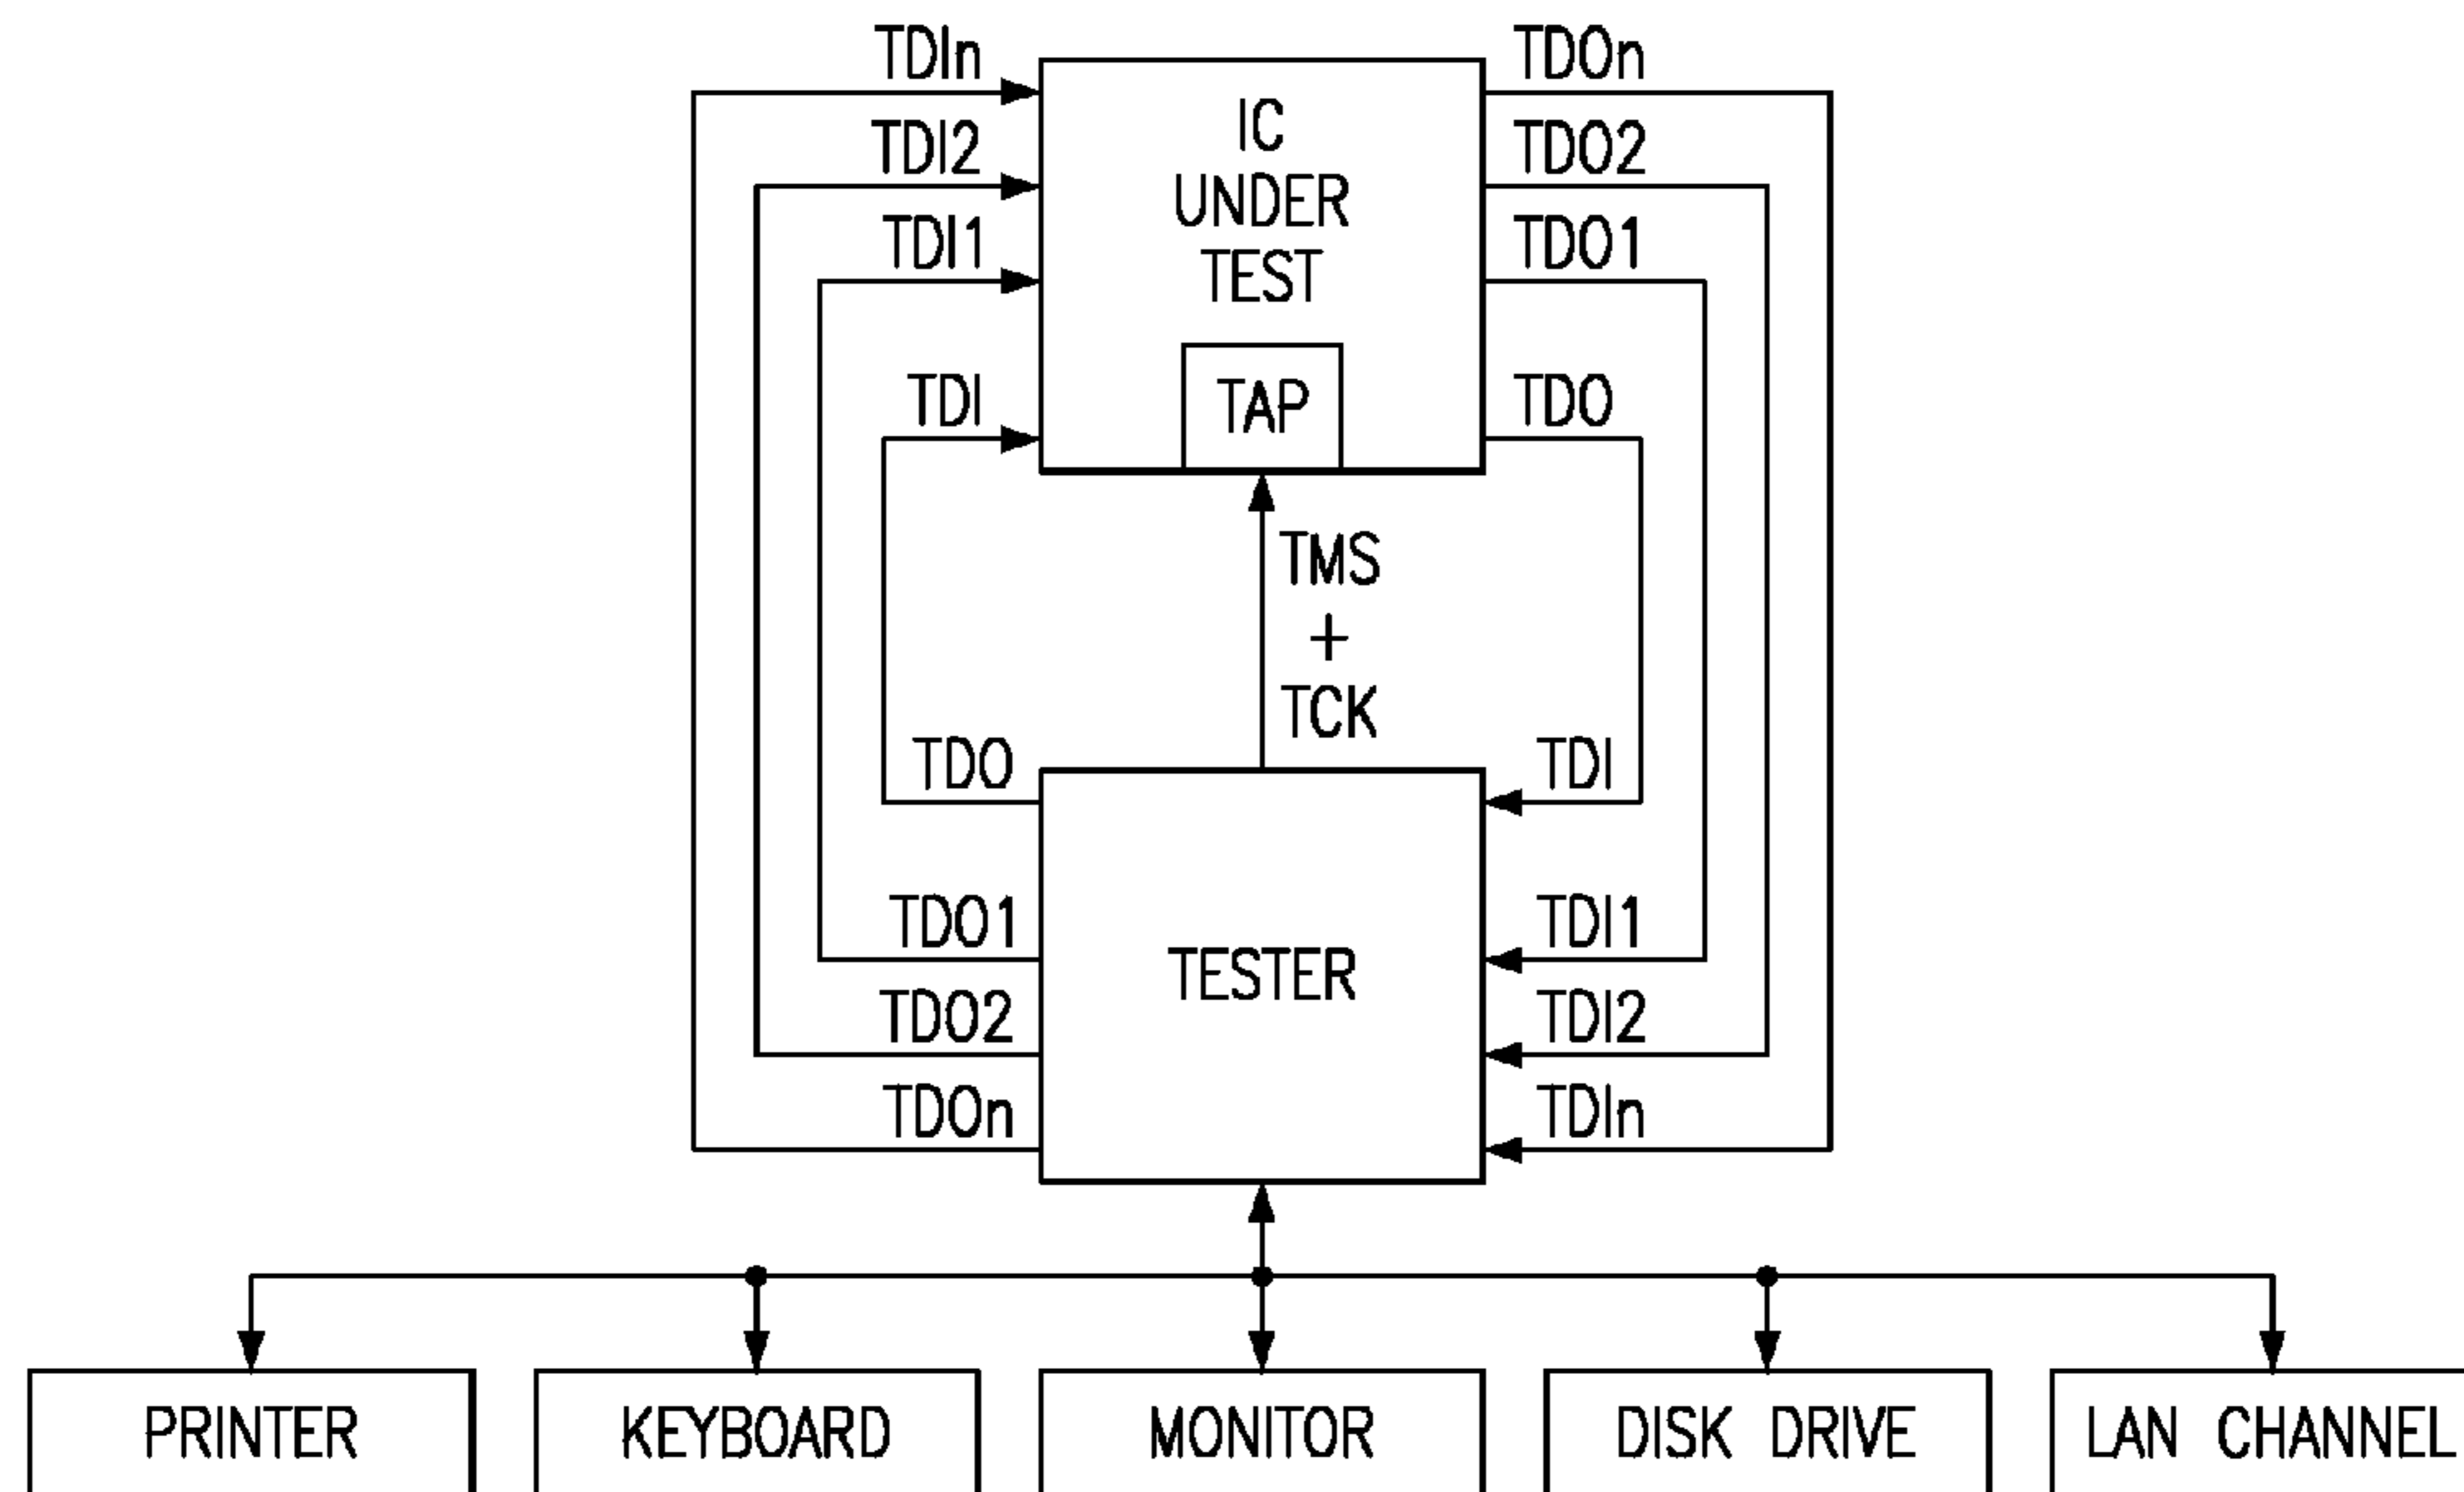 TDIn
TDOn
IC
UNDER
TEST
TDI2
TDO2
TDI1
TDO1
TDI
TAP
TDO
TMS
+
TCK
TDO
TDI
TDO1
TDI1
TESTER
TDO2
TDI2
TDOn
TDIn
PRINTER
KEYBOARD
MONITOR
DISK DRIVE
LAN CHANNEL